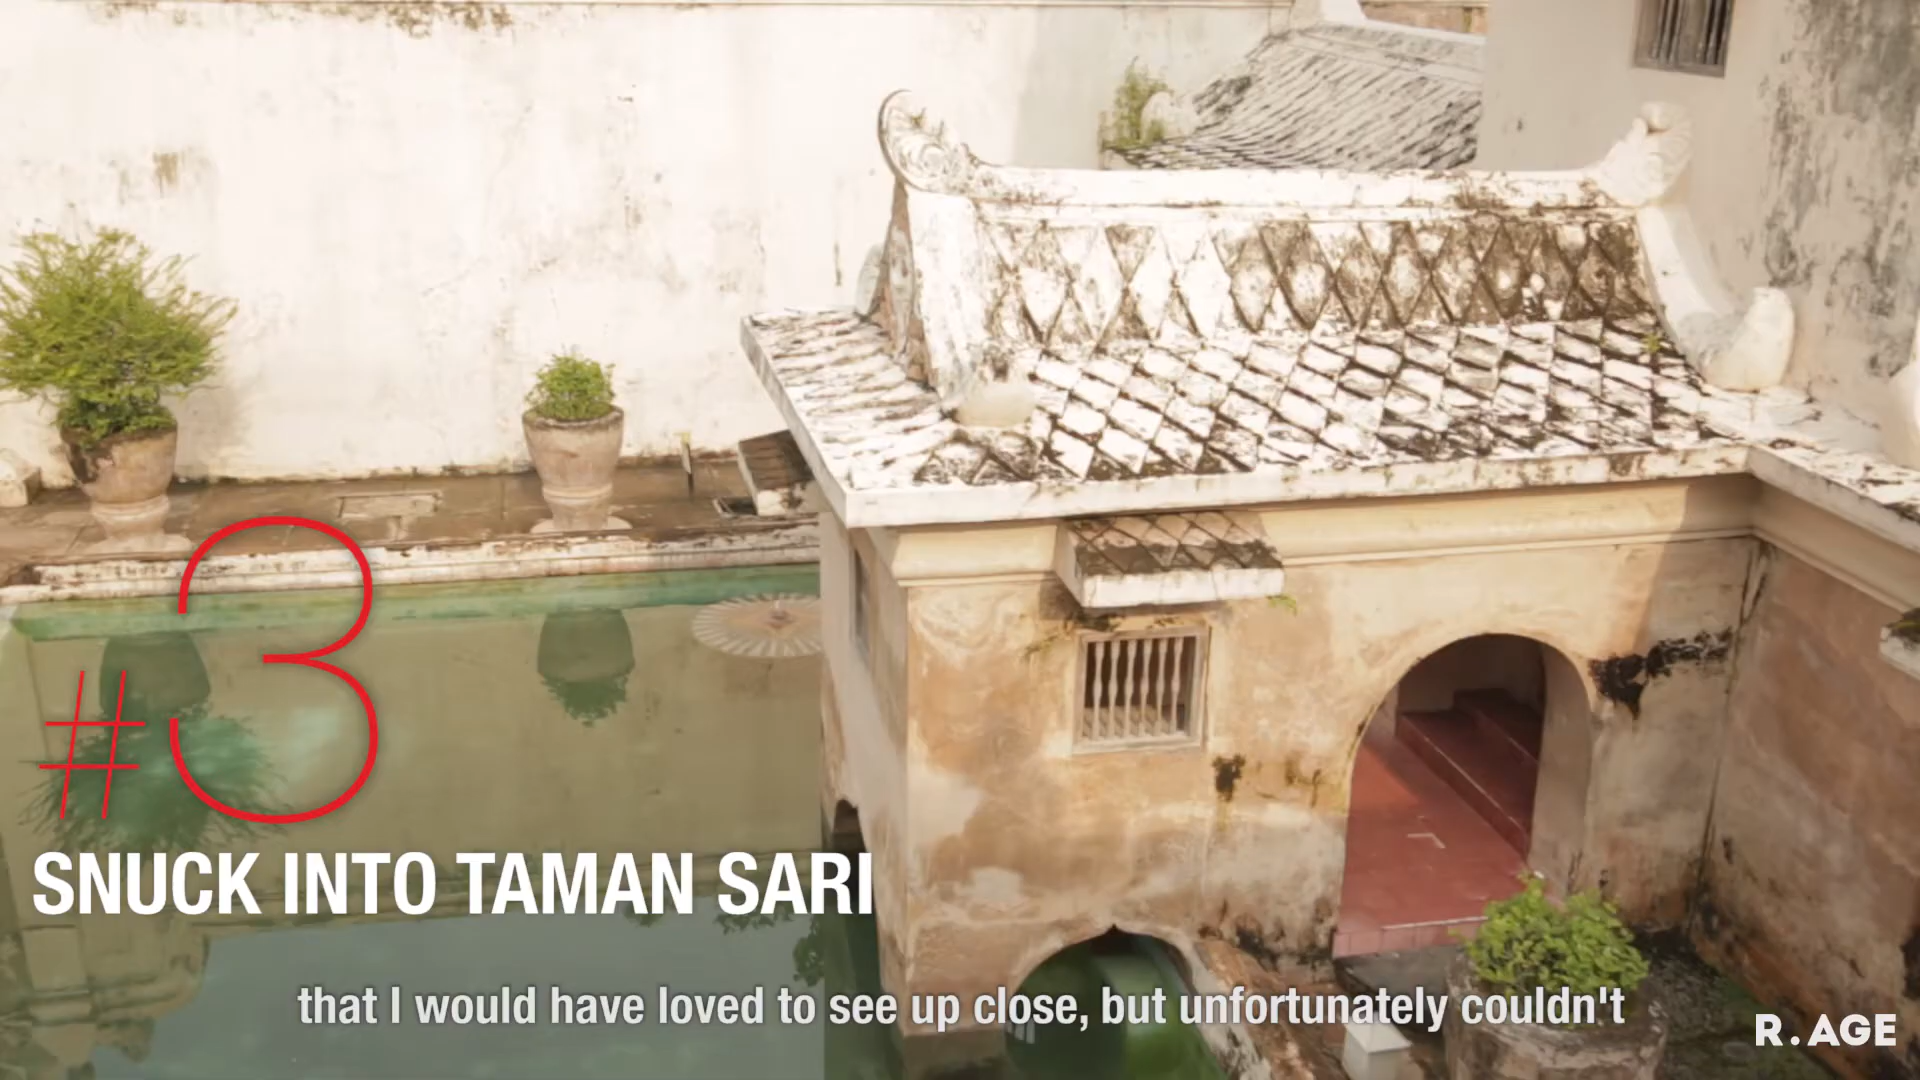 #3
SNUCK INTO TAMAN SARI
that I would have loved to see up close, but unfortunately couldn't
R.AGE